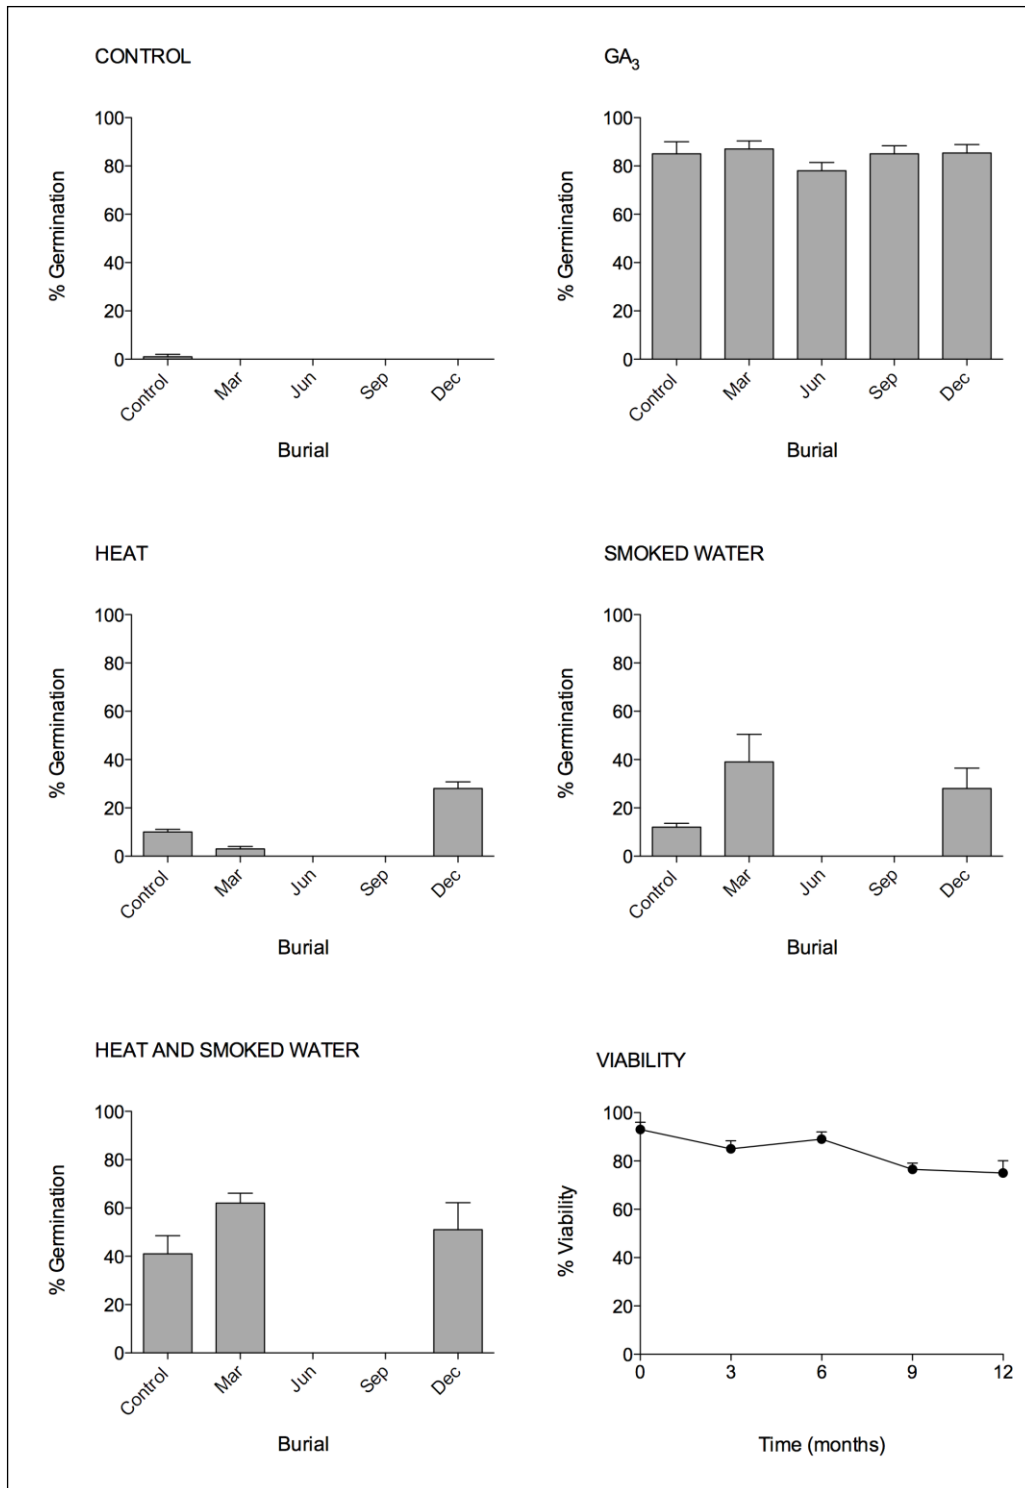 CONTROL
% Germination
100
80
60
40
20
0
Control Mar Jun Sep Dec
Burial
GA3
% Germination
100
80
60
40
20
0
Control Mar Jun Sep Dec
Burial
HEAT
% Germination
100
80
60
40
20
0
Control Mar Jun Sep Dec
Burial
SMOKED WATER
% Germination
100
80
60
40
20
0
Control Mar Jun Sep Dec
Burial
HEAT AND SMOKED WATER
% Germination
100
80
60
40
20
0
Control Mar Jun Sep Dec
Burial
VIABILITY
% Viability
100
80
60
40
20
0
0 3 6 9 12
Time (months)